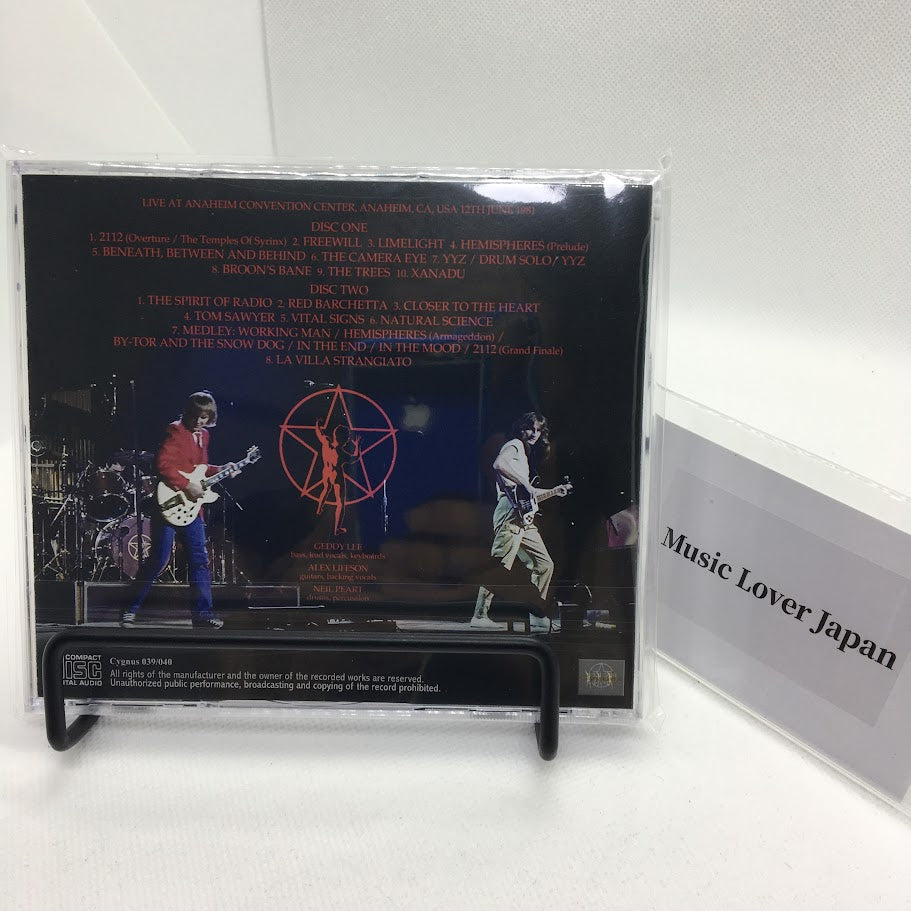 LIVE AT ANAHEIM CONVENTION CENTER, ANAHEIM, CA, USA 12TH JUNE 1981
DISC ONE
1. 2112 (Overture / The Temples Of Syrinx) 2. FREEWILL 3. LIMELIGHT 4. HEMISPHERES (Prelude)
5. BENEATH, BETWEEN AND BEHIND 6. THE CAMERA EYE 7. YYZ / DRUM SOLO / YYZ
8. BROON'S BANE 9. THE TREES 10. XANADU
DISC TWO
1. THE SPIRIT OF RADIO 2. RED BARCHETTA 3. CLOSER TO THE HEART
4. TOM SAWYER 5. VITAL SIGNS 6. NATURAL SCIENCE
7. MEDLEY: WORKING MAN / HEMISPHERES (Armageddon) /
BY-TOR AND THE SNOW DOG / IN THE END / IN THE MOOD / 2112 (Grand Finale)
8. LA VILLA STRANGIATO
GEDDY LEE
bass, lead vocals, keyboards
ALEX LIFESON
guitars, backing vocals
NEIL PEART
drums, percussion
COMPACT
DISC
DIGITAL AUDIO
Cygnus 039/040
All rights of the manufacturer and the owner of the recorded works are reserved.
Unauthorized public performance, broadcasting and copying of the record prohibited.
Music Lover Japan